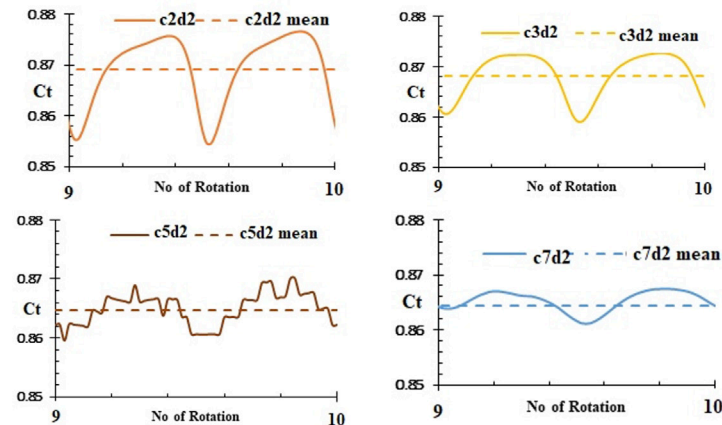 0.88
c2d2
c2d2 mean
0.87
Ct
0.86
0.85
9
No of Rotation
10
0.88
c3d2
c3d2 mean
0.87
Ct
0.86
0.85
9
No of Rotation
10
0.88
c5d2
c5d2 mean
0.87
Ct
0.86
0.85
9
No of Rotation
10
0.88
c7d2
c7d2 mean
0.87
Ct
0.86
0.85
9
No of Rotation
10